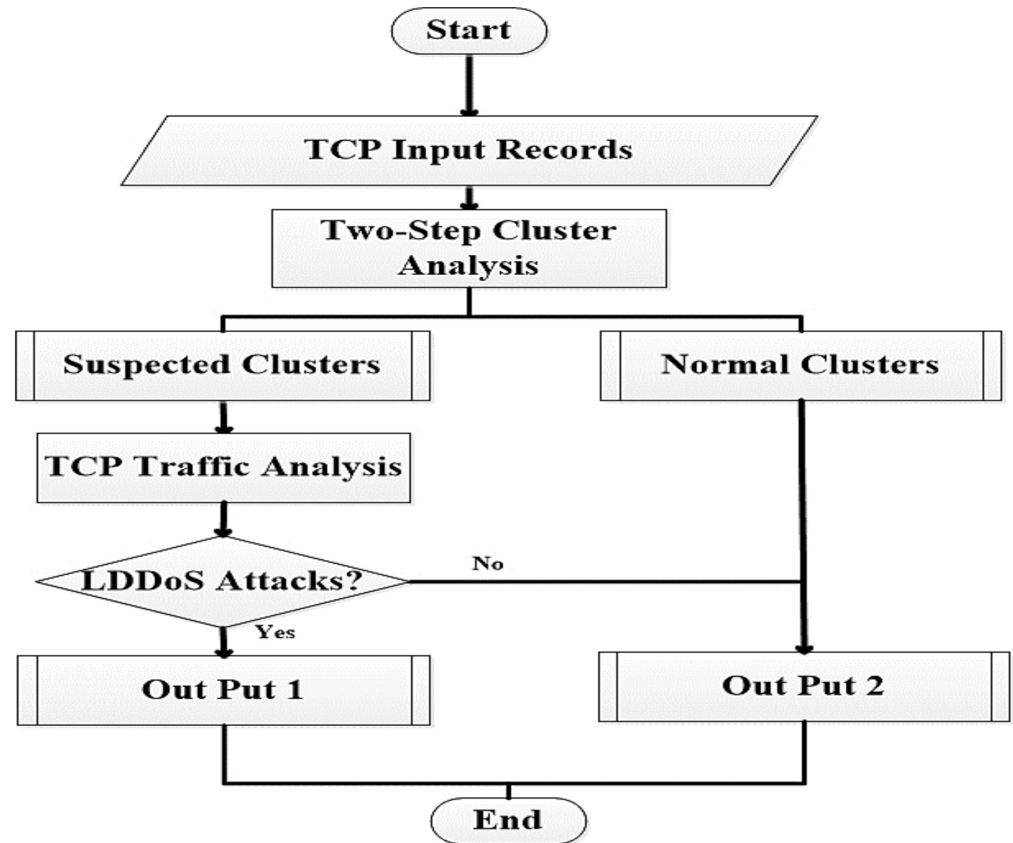 Start
TCP Input Records
Two-Step Cluster
Analysis
Suspected Clusters
Normal Clusters
TCP Traffic Analysis
LDDoS Attacks?
No
Yes
Out Put 1
Out Put 2
End